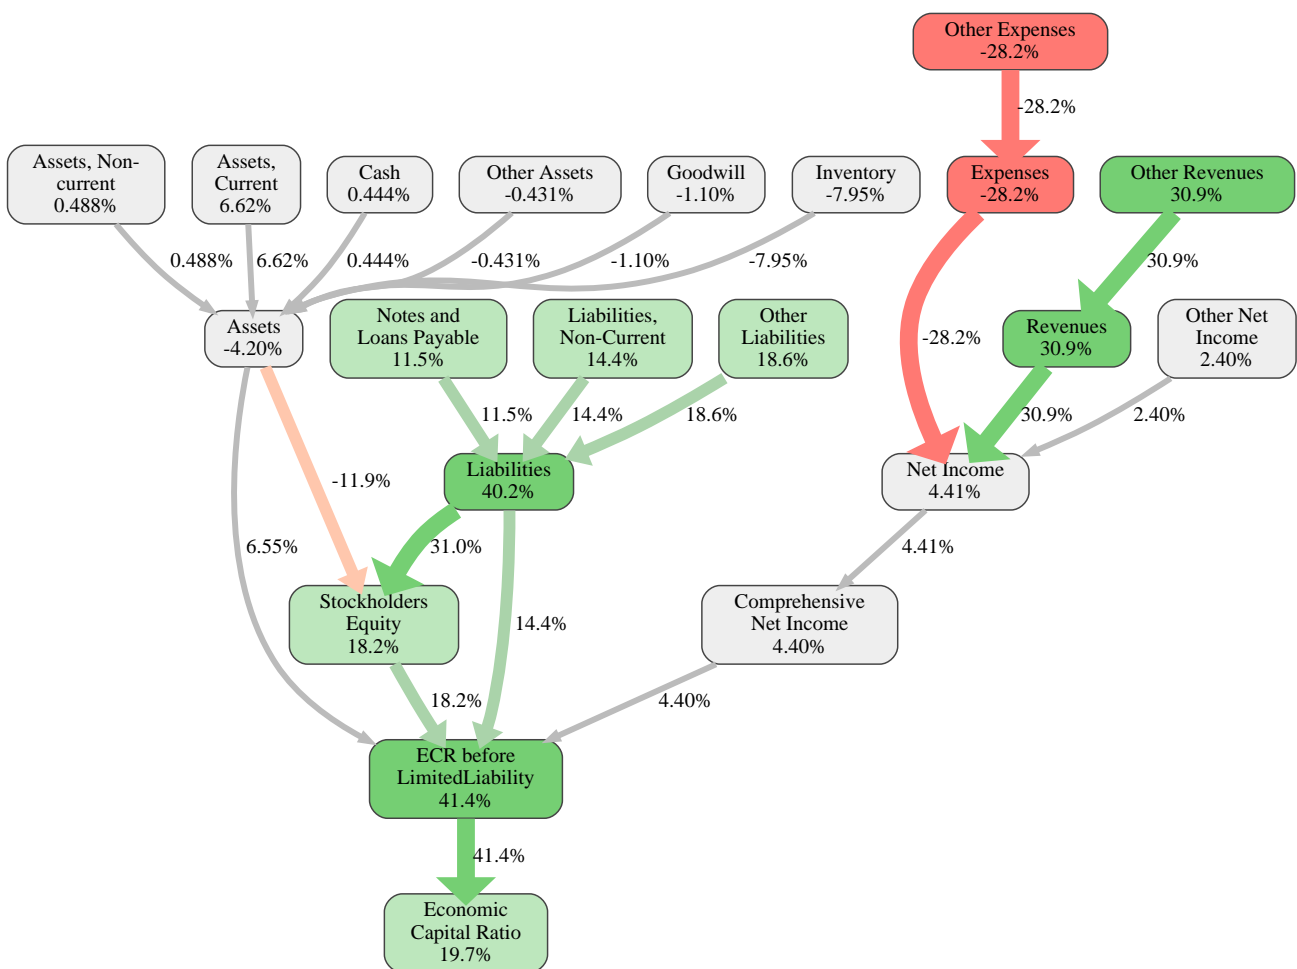 Other Expenses
-28.2%
-28.2%
Assets, Non-
current
0.488%
Assets,
Current
6.62%
Cash
0.444%
Other Assets
-0.431%
Goodwill
-1.10%
Inventory
-7.95%
Expenses
-28.2%
Other Revenues
30.9%
0.488%
6.62%
0.444%
-0.431%
-1.10%
-7.95%
30.9%
Assets
-4.20%
Notes and
Loans Payable
11.5%
Liabilities,
Non-Current
14.4%
Other
Liabilities
18.6%
-28.2%
Revenues
30.9%
Other Net
Income
2.40%
11.5%
14.4%
18.6%
30.9%
2.40%
-11.9%
Liabilities
40.2%
Net Income
4.41%
6.55%
31.0%
4.41%
Stockholders
Equity
18.2%
14.4%
Comprehensive
Net Income
4.40%
18.2%
4.40%
ECR before
LimitedLiability
41.4%
41.4%
Economic
Capital Ratio
19.7%